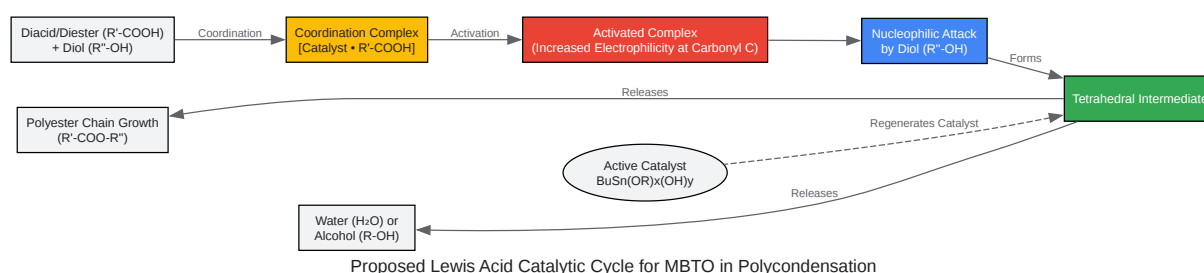 Diacid/Diester (R'-COOH)
+ Diol (R''-OH)
Coordination
Coordination Complex
[Catalyst • R'-COOH]
Activation
Activated Complex
(Increased Electrophilicity at Carbonyl C)
Nucleophilic Attack
by Diol (R''-OH)
Forms
Tetrahedral Intermediate
Releases
Polyester Chain Growth
(R'-COO-R'')
Regenerates Catalyst
Active Catalyst
BuSn(OR)x(OH)y
Releases
Water (H₂O) or
Alcohol (R-OH)
Proposed Lewis Acid Catalytic Cycle for MBTO in Polycondensation